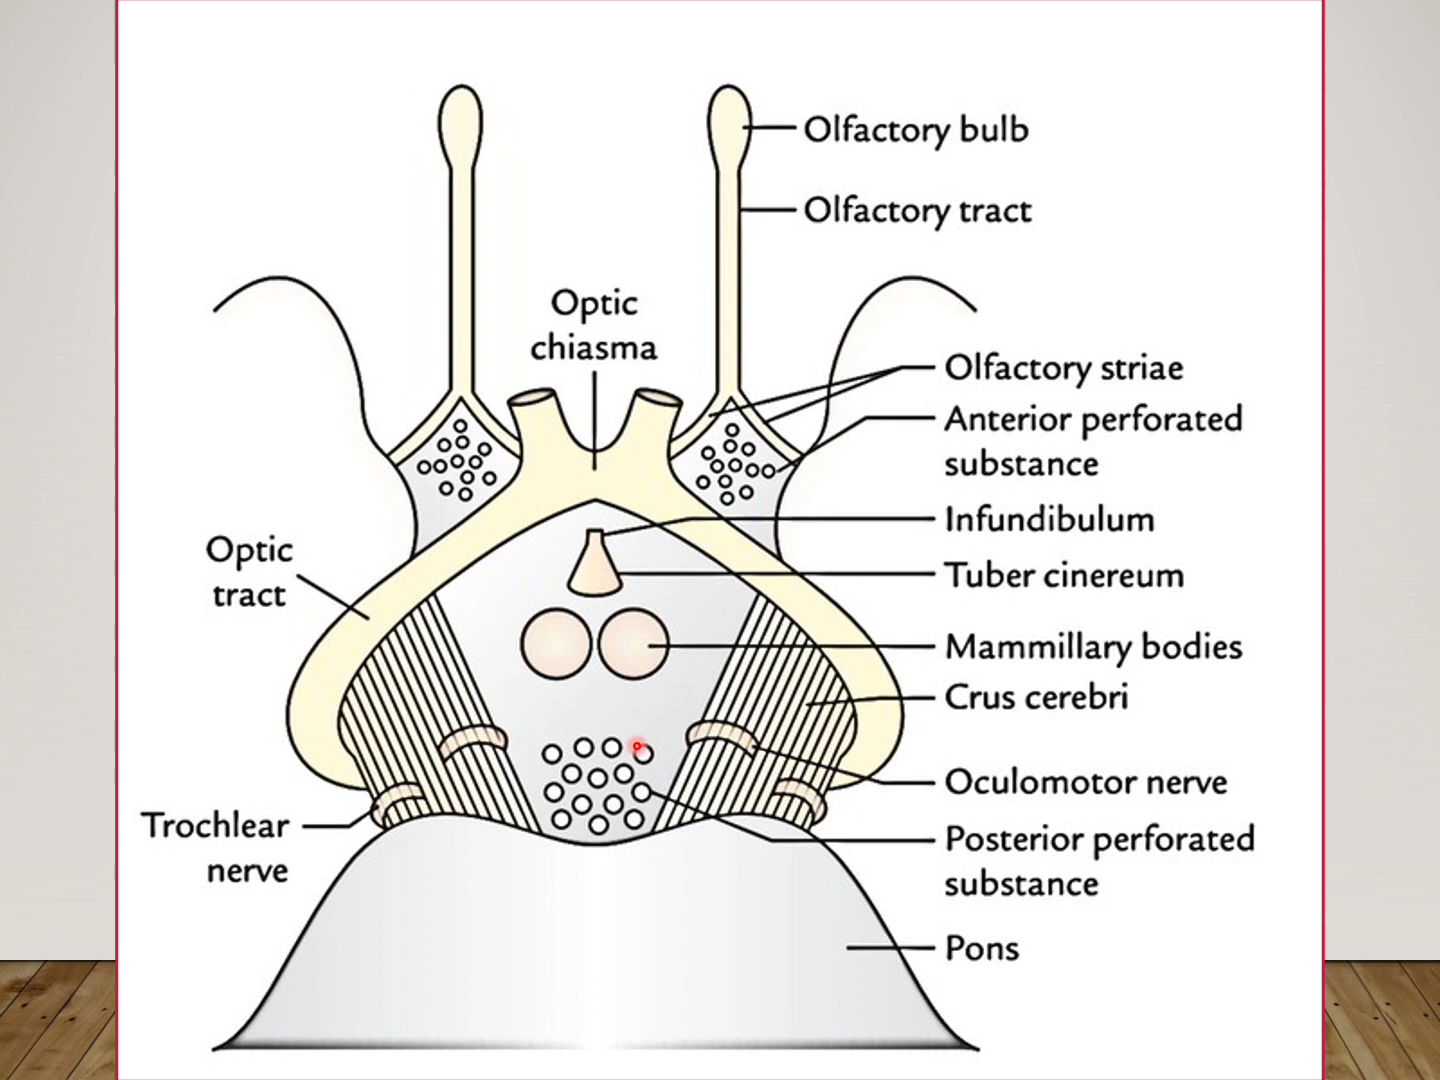 Olfactory bulb
Olfactory tract
Optic
chiasma
Olfactory striae
Anterior perforated
substance
Infundibulum
Optic
tract
Tuber cinereum
Mammillary bodies
Crus cerebri
Oculomotor nerve
Trochlear
nerve
Posterior perforated
substance
Pons